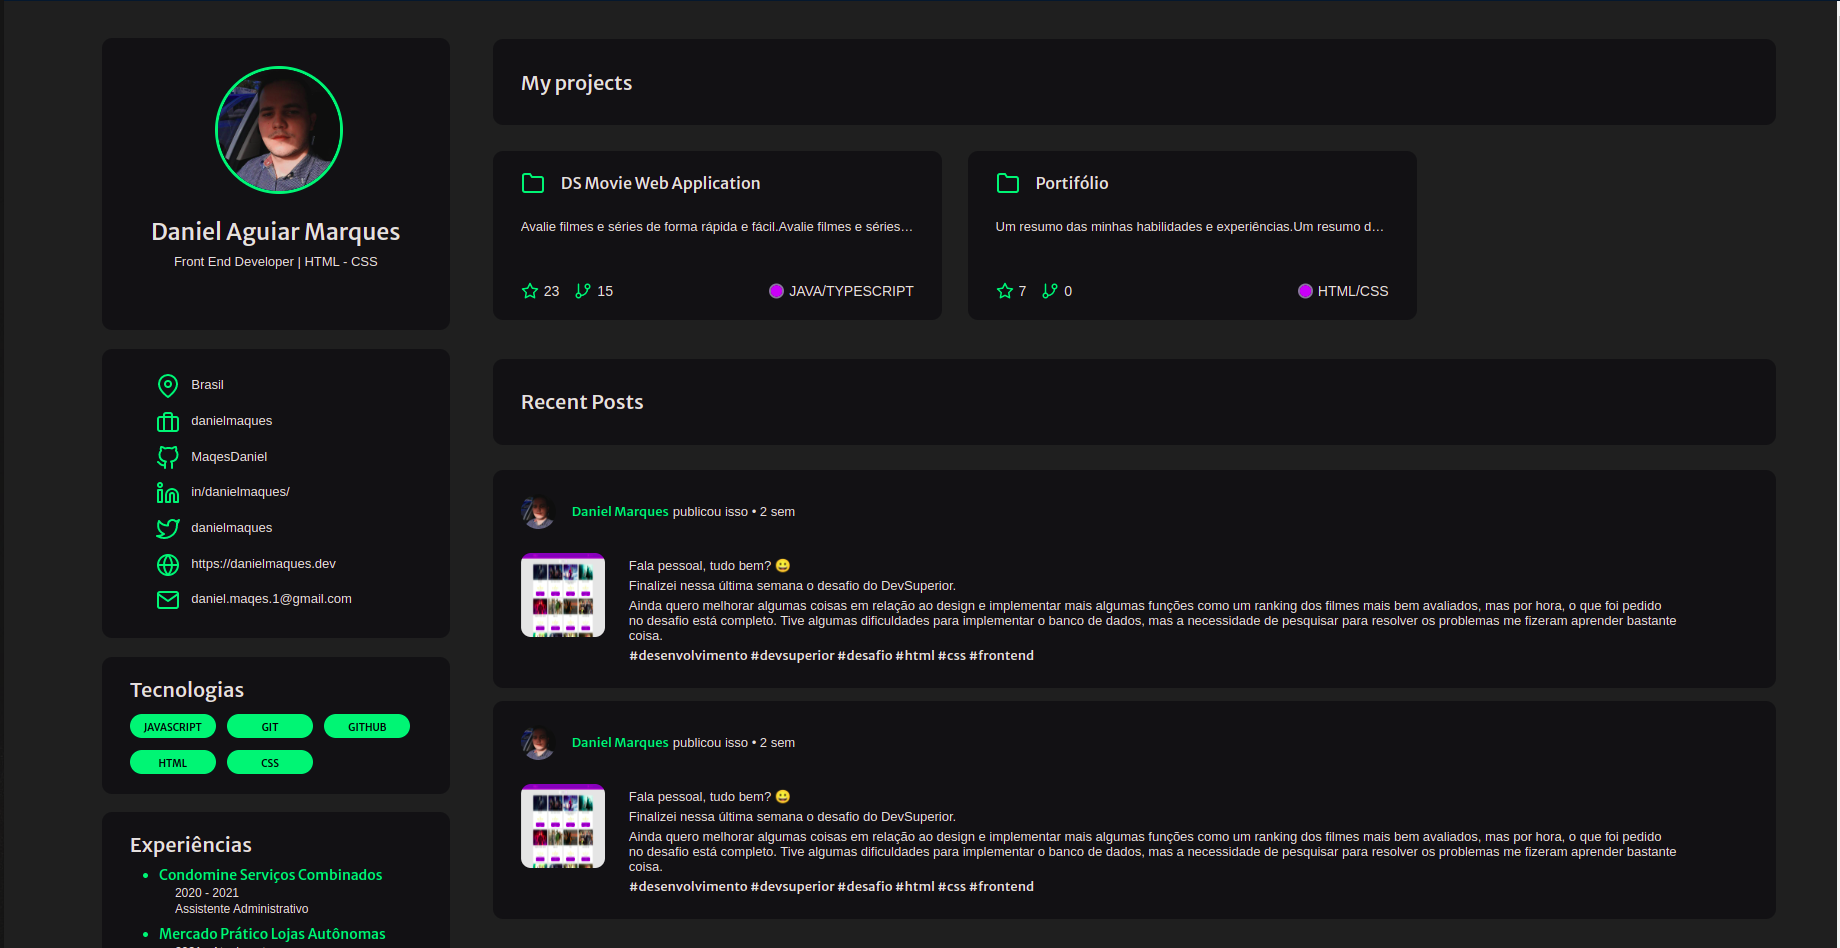 Daniel Aguiar Marques
Front End Developer | HTML - CSS
Brasil
danielmaques
MaqesDaniel
in/danielmaques/
danielmaques
https://danielmaques.dev
daniel.maqes.1@gmail.com
Tecnologias
JAVASCRIPT GIT GITHUB
HTML CSS
Experiências
Condomine Serviços Combinados
2020 - 2021
Assistente Administrativo
Mercado Prático Lojas Autônomas
My projects
DS Movie Web Application
Avalie filmes e séries de forma rápida e fácil.Avalie filmes e séries…
23 15 JAVA/TYPESCRIPT
Portifólio
Um resumo das minhas habilidades e experiências.Um resumo d…
7 0 HTML/CSS
Recent Posts
Daniel Marques publicou isso • 2 sem
Fala pessoal, tudo bem? 😀
Finalizei nessa última semana o desafio do DevSuperior.
Ainda quero melhorar algumas coisas em relação ao design e implementar mais algumas funções como um ranking dos filmes mais bem avaliados, mas por hora, o que foi pedido
no desafio está completo. Tive algumas dificuldades para implementar o banco de dados, mas a necessidade de pesquisar para resolver os problemas me fizeram aprender bastante
coisa.
#desenvolvimento #devsuperior #desafio #html #css #frontend
Daniel Marques publicou isso • 2 sem
Fala pessoal, tudo bem? 😀
Finalizei nessa última semana o desafio do DevSuperior.
Ainda quero melhorar algumas coisas em relação ao design e implementar mais algumas funções como um ranking dos filmes mais bem avaliados, mas por hora, o que foi pedido
no desafio está completo. Tive algumas dificuldades para implementar o banco de dados, mas a necessidade de pesquisar para resolver os problemas me fizeram aprender bastante
coisa.
#desenvolvimento #devsuperior #desafio #html #css #frontend